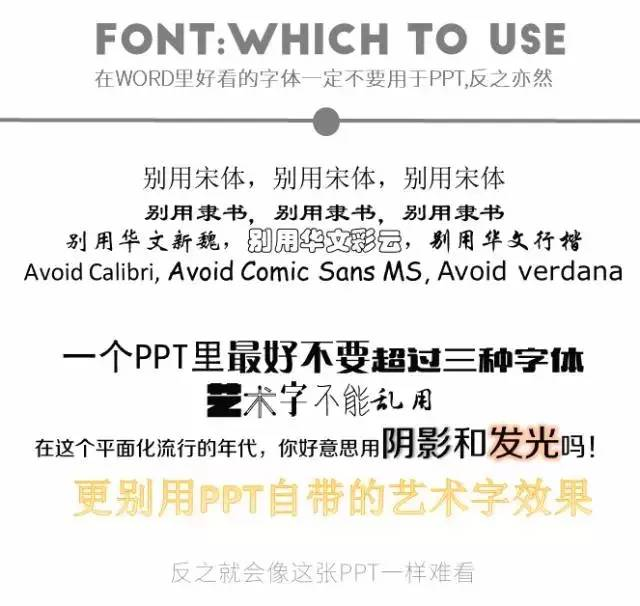 FONT:WHICH TO USE
在WORD里好看的字体一定不要用于PPT,反之亦然
别用宋体，别用宋体，别用宋体
别用隶书，别用隶书，别用隶书
别用华文新魏，别用华文彩云，别用华文行楷
Avoid Calibri, Avoid Comic Sans MS, Avoid verdana
一个PPT里最好不要超过三种字体
艺术字不能乱用
在这个平面化流行的年代，你好意思用阴影和发光吗！
更别用PPT自带的艺术字效果
反之就会像这张PPT一样难看